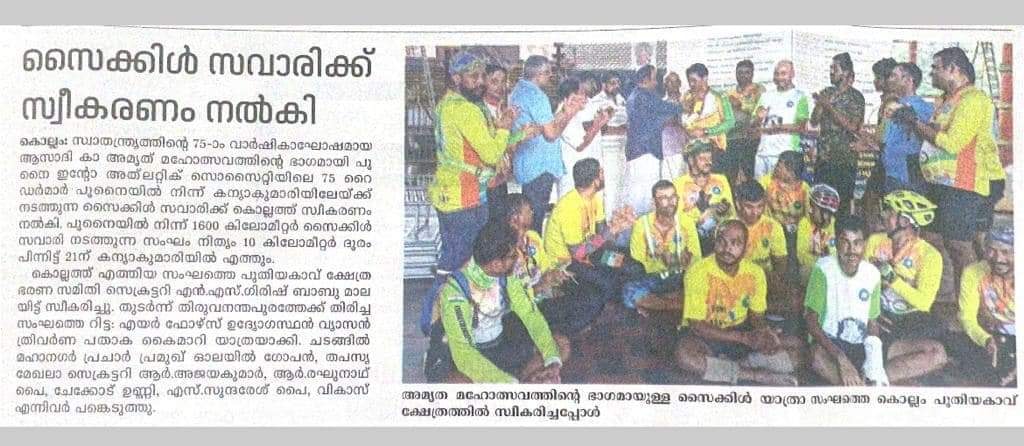 സൈക്കിൾ സവാരിക്ക്
സ്വീകരണം നൽകി
കൊല്ലം: സ്വാതന്ത്ര്യത്തിന്റെ 75-ാം വാർഷികാഘോഷമായ
ആസാദി കാ അമൃത് മഹോത്സവത്തിന്റെ ഭാഗമായി പൂ
നൈ ഇന്റോ അത്‌ലറ്റിക് സൊസൈറ്റിയിലെ 75 റൈ
ഡർമാർ പൂനൈയിൽ നിന്ന് കന്യാകുമാരിയിലേയ്ക്ക്
നടത്തുന്ന സൈക്കിൾ സവാരിക്ക് കൊല്ലത്ത് സ്വീകരണം
നൽകി. പൂനൈയിൽ നിന്ന് 1600 കിലോമീറ്റർ സൈക്കിൾ
സവാരി നടത്തുന്ന സംഘം നിത്യം 10 കിലോമീറ്റർ ദൂരം
പിന്നിട്ട് 21ന് കന്യാകുമാരിയിൽ എത്തും.
കൊല്ലത്ത് എത്തിയ സംഘത്തെ പുതിയകാവ് ക്ഷേത്ര
ഭരണ സമിതി സെക്രട്ടറി എൻ.എസ്.ഗിരിഷ് ബാബു മാല
യിട്ട് സ്വീകരിച്ചു. തുടർന്ന് തിരുവനന്തപുരത്തേക്ക് തിരിച്ച
സംഘത്തെ റിട്ട: എയർ ഫോഴ്സ് ഉദ്യോഗസ്ഥൻ വ്യാസൻ
ത്രിവർണ പതാക കൈമാറി യാത്രയാക്കി. ചടങ്ങിൽ
മഹാനഗർ പ്രചാർ പ്രമുഖ് ഓലയിൽ ഗോപൻ, തപസ്യ
മേഖലാ സെക്രട്ടറി ആർ.അജയകുമാർ, ആർ.രഘുനാഥ്
പൈ, ചേക്കോട് ഉണ്ണി, എസ്.സുന്ദരേശ് പൈ, വികാസ്
എന്നിവർ പങ്കെടുത്തു.
അമൃത മഹോത്സവത്തിന്റെ ഭാഗമായുള്ള സൈക്കിൾ യാത്രാ സംഘത്തെ കൊല്ലം പുതിയകാവ്
ക്ഷേത്രത്തിൽ സ്വീകരിച്ചപ്പോൾ